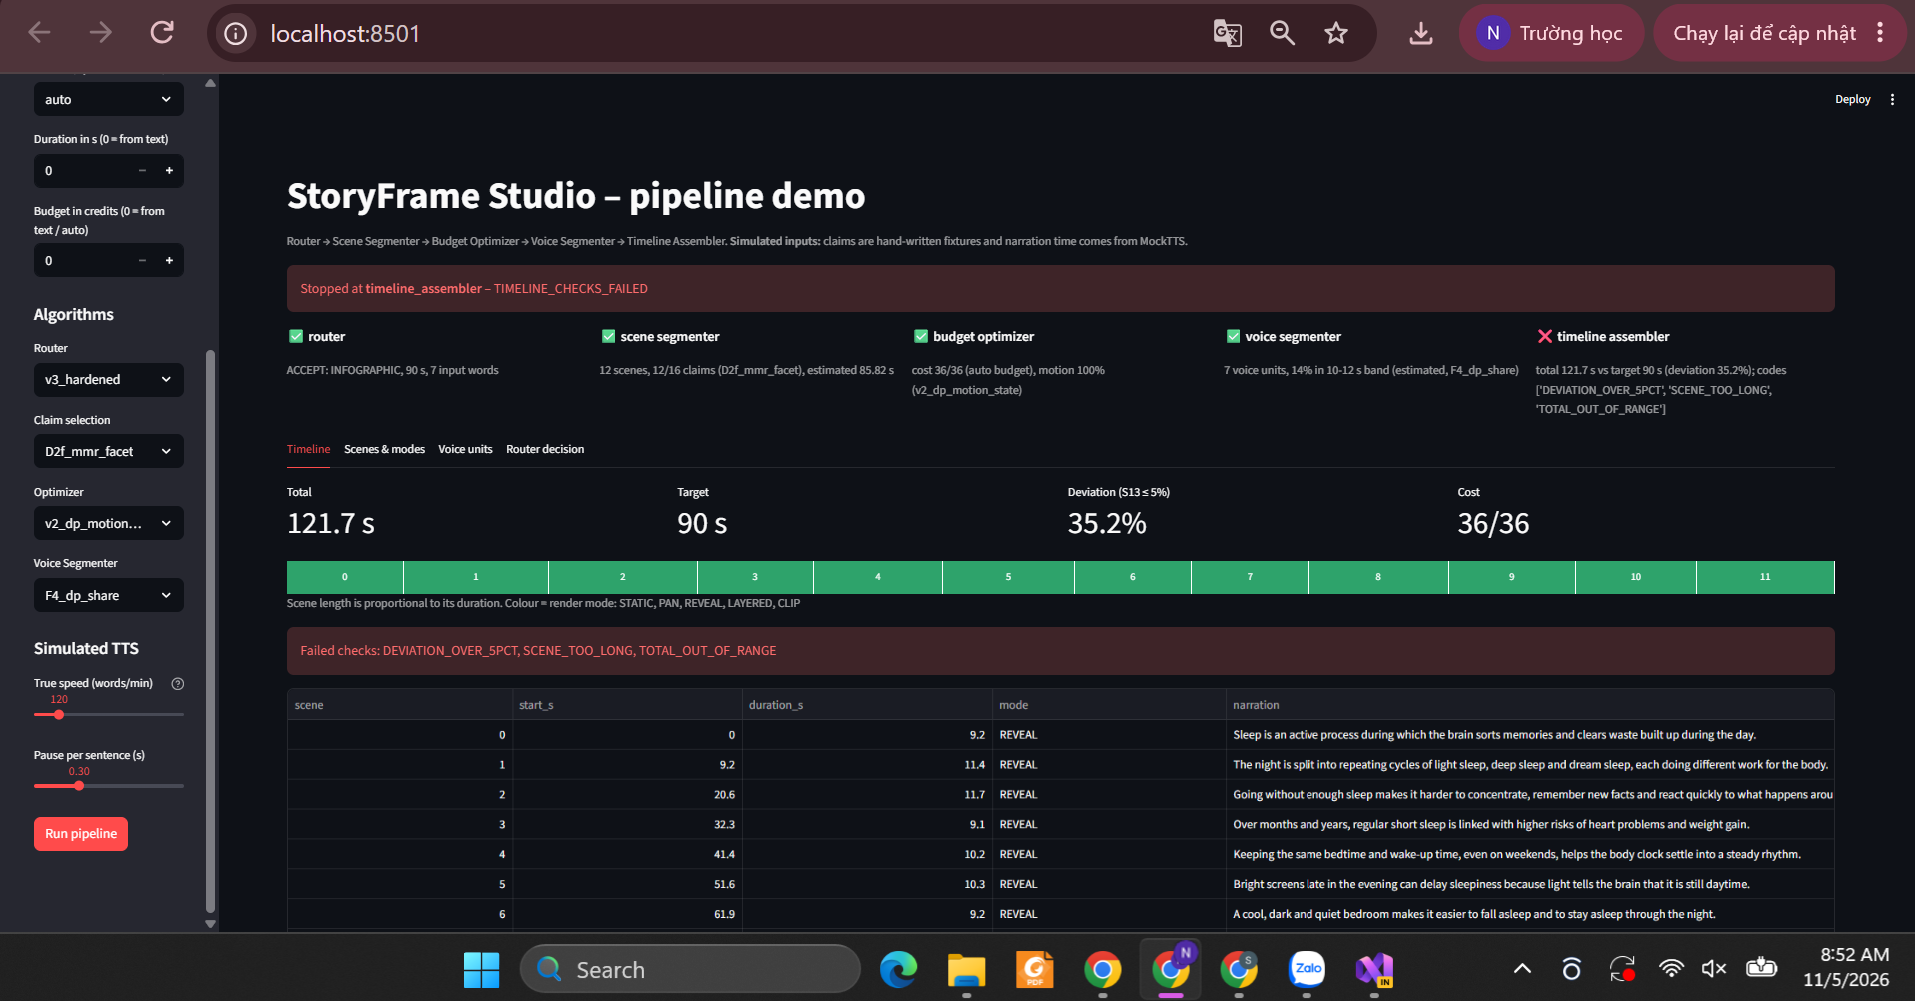 localhost:8501
N Trường học
Chạy lại để cập nhật
auto
Duration in s (0 = from text)
0 − +
Budget in credits (0 = from
text / auto)
0 − +
Algorithms
Router
v3_hardened
Claim selection
D2f_mmr_facet
Optimizer
v2_dp_motion...
Voice Segmenter
F4_dp_share
Simulated TTS
True speed (words/min)
120
Pause per sentence (s)
0.30
Run pipeline
Deploy
StoryFrame Studio – pipeline demo
Router → Scene Segmenter → Budget Optimizer → Voice Segmenter → Timeline Assembler. Simulated inputs: claims are hand-written fixtures and narration time comes from MockTTS.
Stopped at timeline_assembler – TIMELINE_CHECKS_FAILED
router
ACCEPT: INFOGRAPHIC, 90 s, 7 input words
scene segmenter
12 scenes, 12/16 claims (D2f_mmr_facet), estimated 85.82 s
budget optimizer
cost 36/36 (auto budget), motion 100%
(v2_dp_motion_state)
voice segmenter
7 voice units, 14% in 10-12 s band (estimated, F4_dp_share)
timeline assembler
total 121.7 s vs target 90 s (deviation 35.2%); codes
['DEVIATION_OVER_5PCT', 'SCENE_TOO_LONG',
'TOTAL_OUT_OF_RANGE']
Timeline Scenes & modes Voice units Router decision
Total Target Deviation (S13 ≤ 5%) Cost
121.7 s 90 s 35.2% 36/36
0 1 2 3 4 5 6 7 8 9 10 11
Scene length is proportional to its duration. Colour = render mode: STATIC, PAN, REVEAL, LAYERED, CLIP
Failed checks: DEVIATION_OVER_5PCT, SCENE_TOO_LONG, TOTAL_OUT_OF_RANGE
scene start_s duration_s mode narration
0 0 9.2 REVEAL Sleep is an active process during which the brain sorts memories and clears waste built up during the day.
1 9.2 11.4 REVEAL The night is split into repeating cycles of light sleep, deep sleep and dream sleep, each doing different work for the body.
2 20.6 11.7 REVEAL Going without enough sleep makes it harder to concentrate, remember new facts and react quickly to what happens arou
3 32.3 9.1 REVEAL Over months and years, regular short sleep is linked with higher risks of heart problems and weight gain.
4 41.4 10.2 REVEAL Keeping the same bedtime and wake-up time, even on weekends, helps the body clock settle into a steady rhythm.
5 51.6 10.3 REVEAL Bright screens late in the evening can delay sleepiness because light tells the brain that it is still daytime.
6 61.9 9.2 REVEAL A cool, dark and quiet bedroom makes it easier to fall asleep and to stay asleep through the night.
Search
PDF
N
S
Zalo
IN
8:52 AM
11/5/2026